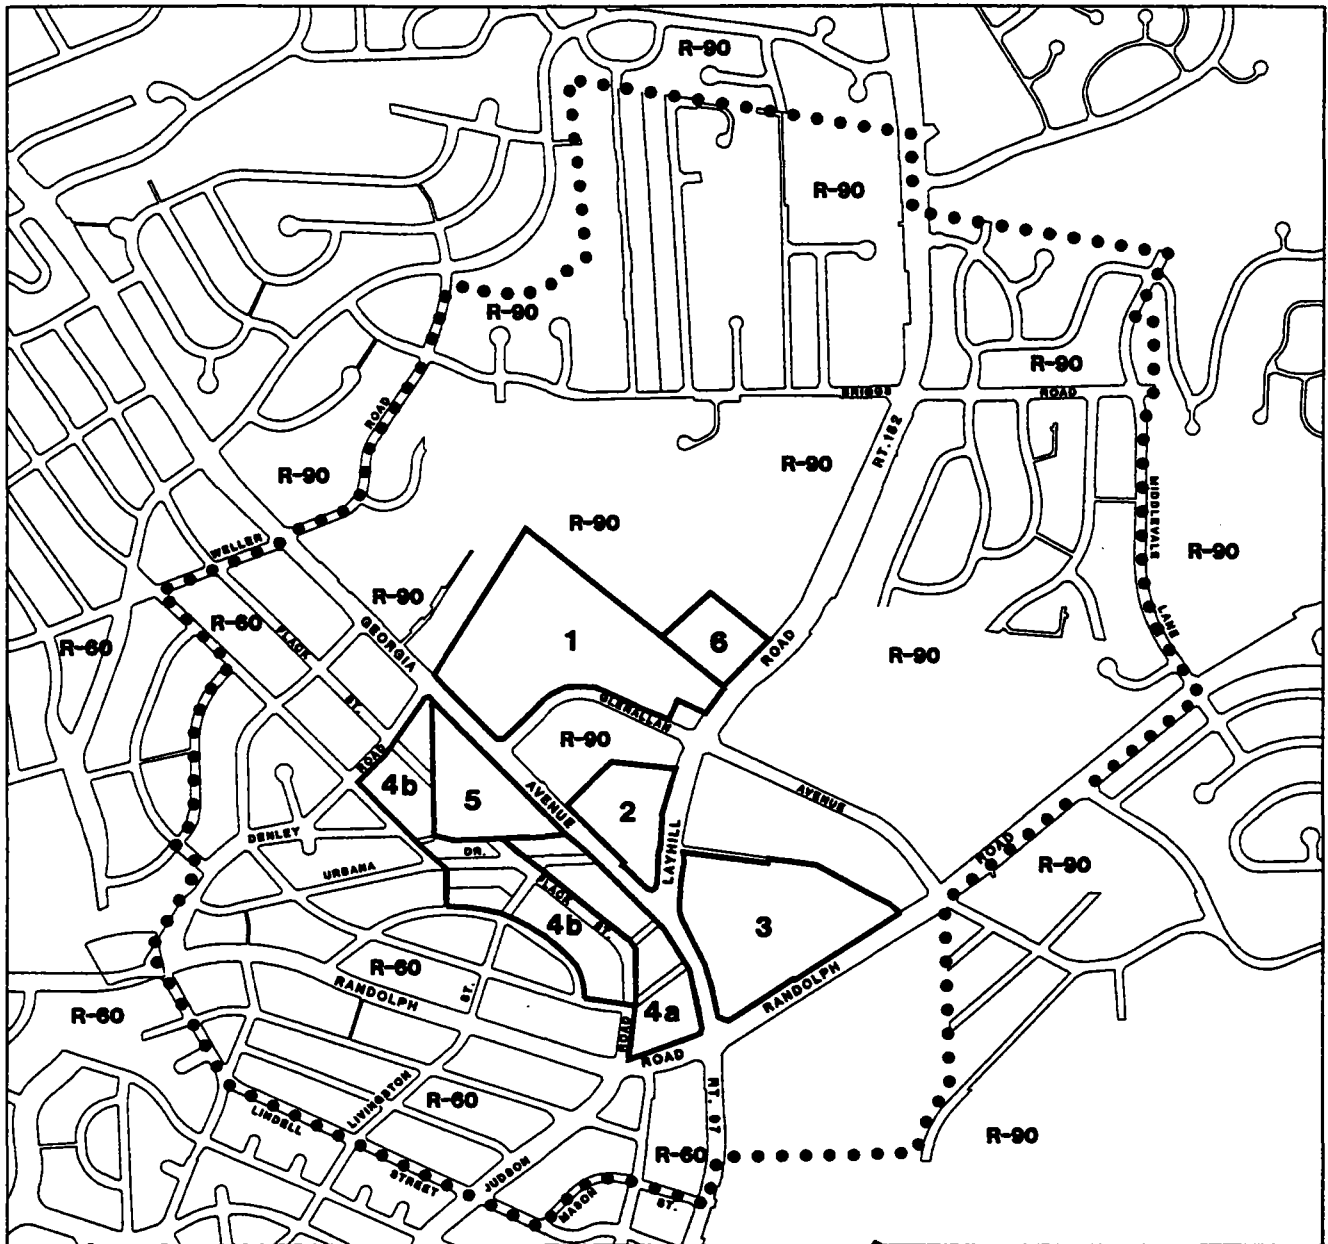 R-90
R-90
R-90
R-90
BRIGGS
ROAD
ROAD
RT. 182
R-90
R-90
R-90
MIDDLEVALE
R-90
WELLER
R-90
LANE
R-60
R-60
FLACK
ST.
GEORGIA
1
6
ROAD
R-90
GLENALLAN
R-90
ROAD
4b
5
AVENUE
2
AVENUE
LAYHILL
DENLEY
DR.
URBANA
ROAD
R-90
FLACK
ST.
4b
3
R-60
RANDOLPH
ST.
RANDOLPH
R-60
4a
ROAD
ROAD
RT. 97
LIVINGSTON
R-60
LINDELL
STREET
JUDSON
R-60
R-90
MASON
ST.